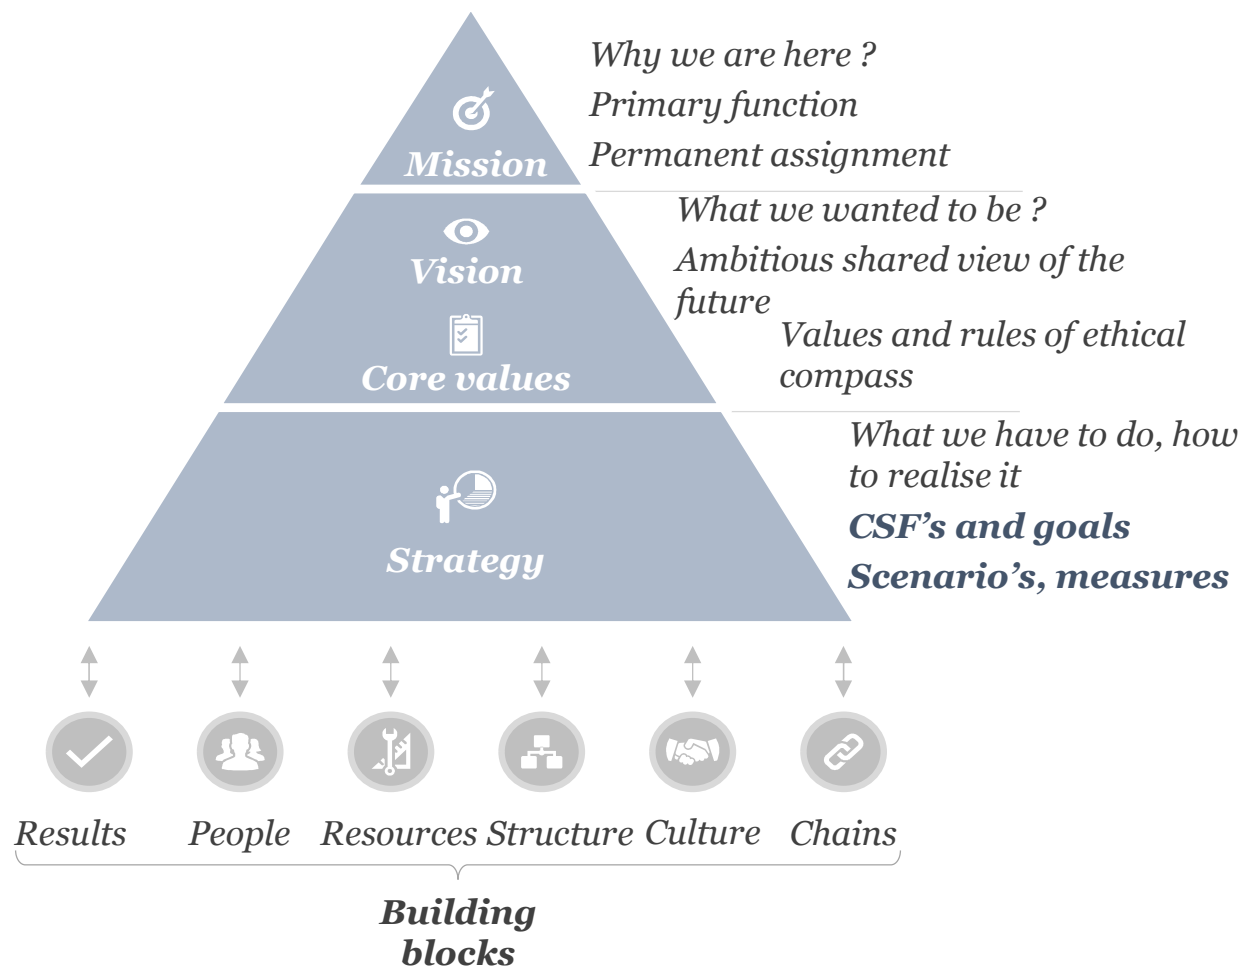 Why we are here ?
Primary function
Permanent assignment
Mission
What we wanted to be ?
Ambitious shared view of the
future
Vision
Values and rules of ethical
compass
Core values
What we have to do, how
to realise it
CSF’s and goals
Scenario’s, measures
Strategy
Results People Resources Structure Culture Chains
Building
blocks